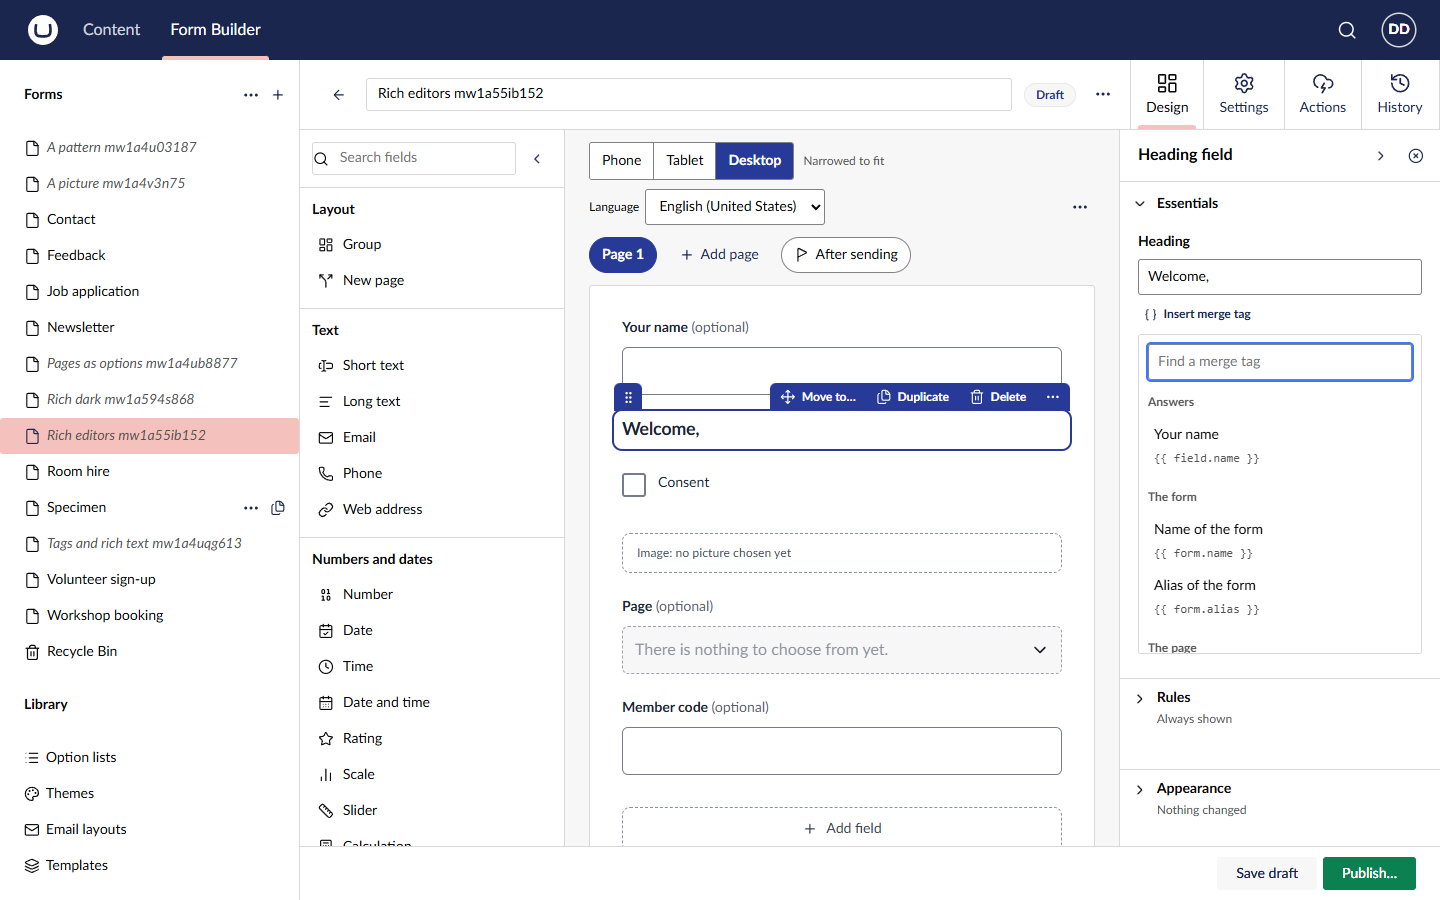 Content
Form Builder
DD
Forms
A pattern mw1a4u03187
A picture mw1a4v3n75
Contact
Feedback
Job application
Newsletter
Pages as options mw1a4ub8877
Rich dark mw1a594s868
Rich editors mw1a55ib152
Room hire
Specimen
Tags and rich text mw1a4uqg613
Volunteer sign-up
Workshop booking
Recycle Bin
Library
Option lists
Themes
Email layouts
Templates
Rich editors mw1a55ib152
Draft
Design
Settings
Actions
History
Search fields
Layout
Group
New page
Text
Short text
Long text
Email
Phone
Web address
Numbers and dates
Number
Date
Time
Date and time
Rating
Scale
Slider
Calculation
Phone
Tablet
Desktop
Narrowed to fit
Language
English (United States)
Page 1
Add page
After sending
Your name (optional)
Move to...
Duplicate
Delete
Welcome,
Consent
Image: no picture chosen yet
Page (optional)
There is nothing to choose from yet.
Member code (optional)
Add field
Heading field
Essentials
Heading
Welcome,
{ } Insert merge tag
Find a merge tag
Answers
Your name
{{ field.name }}
The form
Name of the form
{{ form.name }}
Alias of the form
{{ form.alias }}
The page
Rules
Always shown
Appearance
Nothing changed
Save draft
Publish...